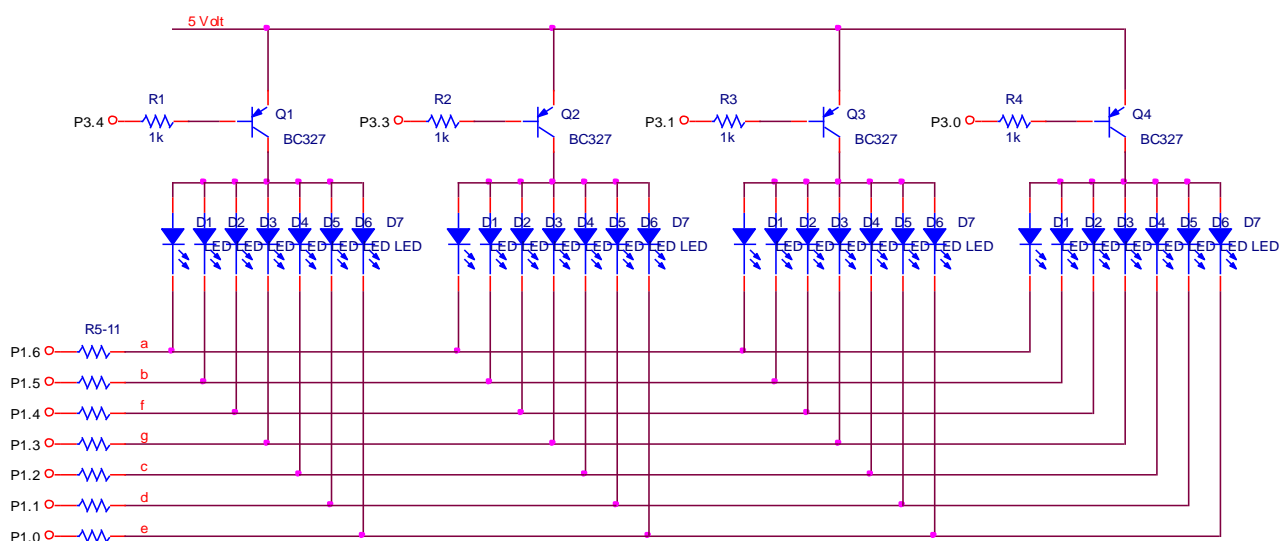 5 Volt
R1 R2 R3 R4
P3.4 Q1 P3.3 Q2 P3.1 Q3 P3.0 Q4
1k BC327 1k BC327 1k BC327 1k BC327
D1 D2 D3 D4 D5 D6 D7 D1 D2 D3 D4 D5 D6 D7 D1 D2 D3 D4 D5 D6 D7 D1 D2 D3 D4 D5 D6 D7
LED LED LED LED LED LED LED LED LED LED LED LED LED LED LED LED LED LED LED LED LED LED LED LED LED LED LED LED
R5-11
P1.6 a
P1.5 b
P1.4 f
P1.3 g
P1.2 c
P1.1 d
P1.0 e